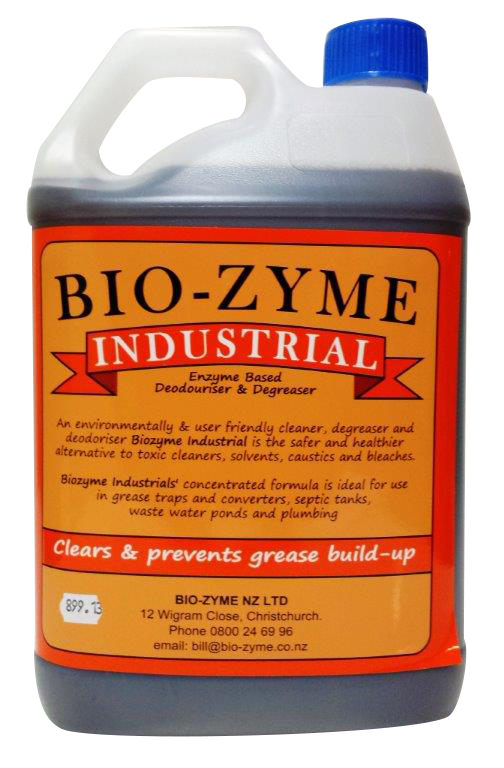 BIO-ZYME
INDUSTRIAL
Enzyme Based
Deodouriser & Degreaser
An environmentally & user friendly cleaner, degreaser and
deodoriser Biozyme Industrial is the safer and healthier
alternative to toxic cleaners, solvents, caustics and bleaches.
Biozyme Industrials' concentrated formula is ideal for use
in grease traps and converters, septic tanks,
waste water ponds and plumbing
Clears & prevents grease build-up
899.13
BIO-ZYME NZ LTD
12 Wigram Close, Christchurch.
Phone 0800 24 69 96
email: bill@bio-zyme.co.nz